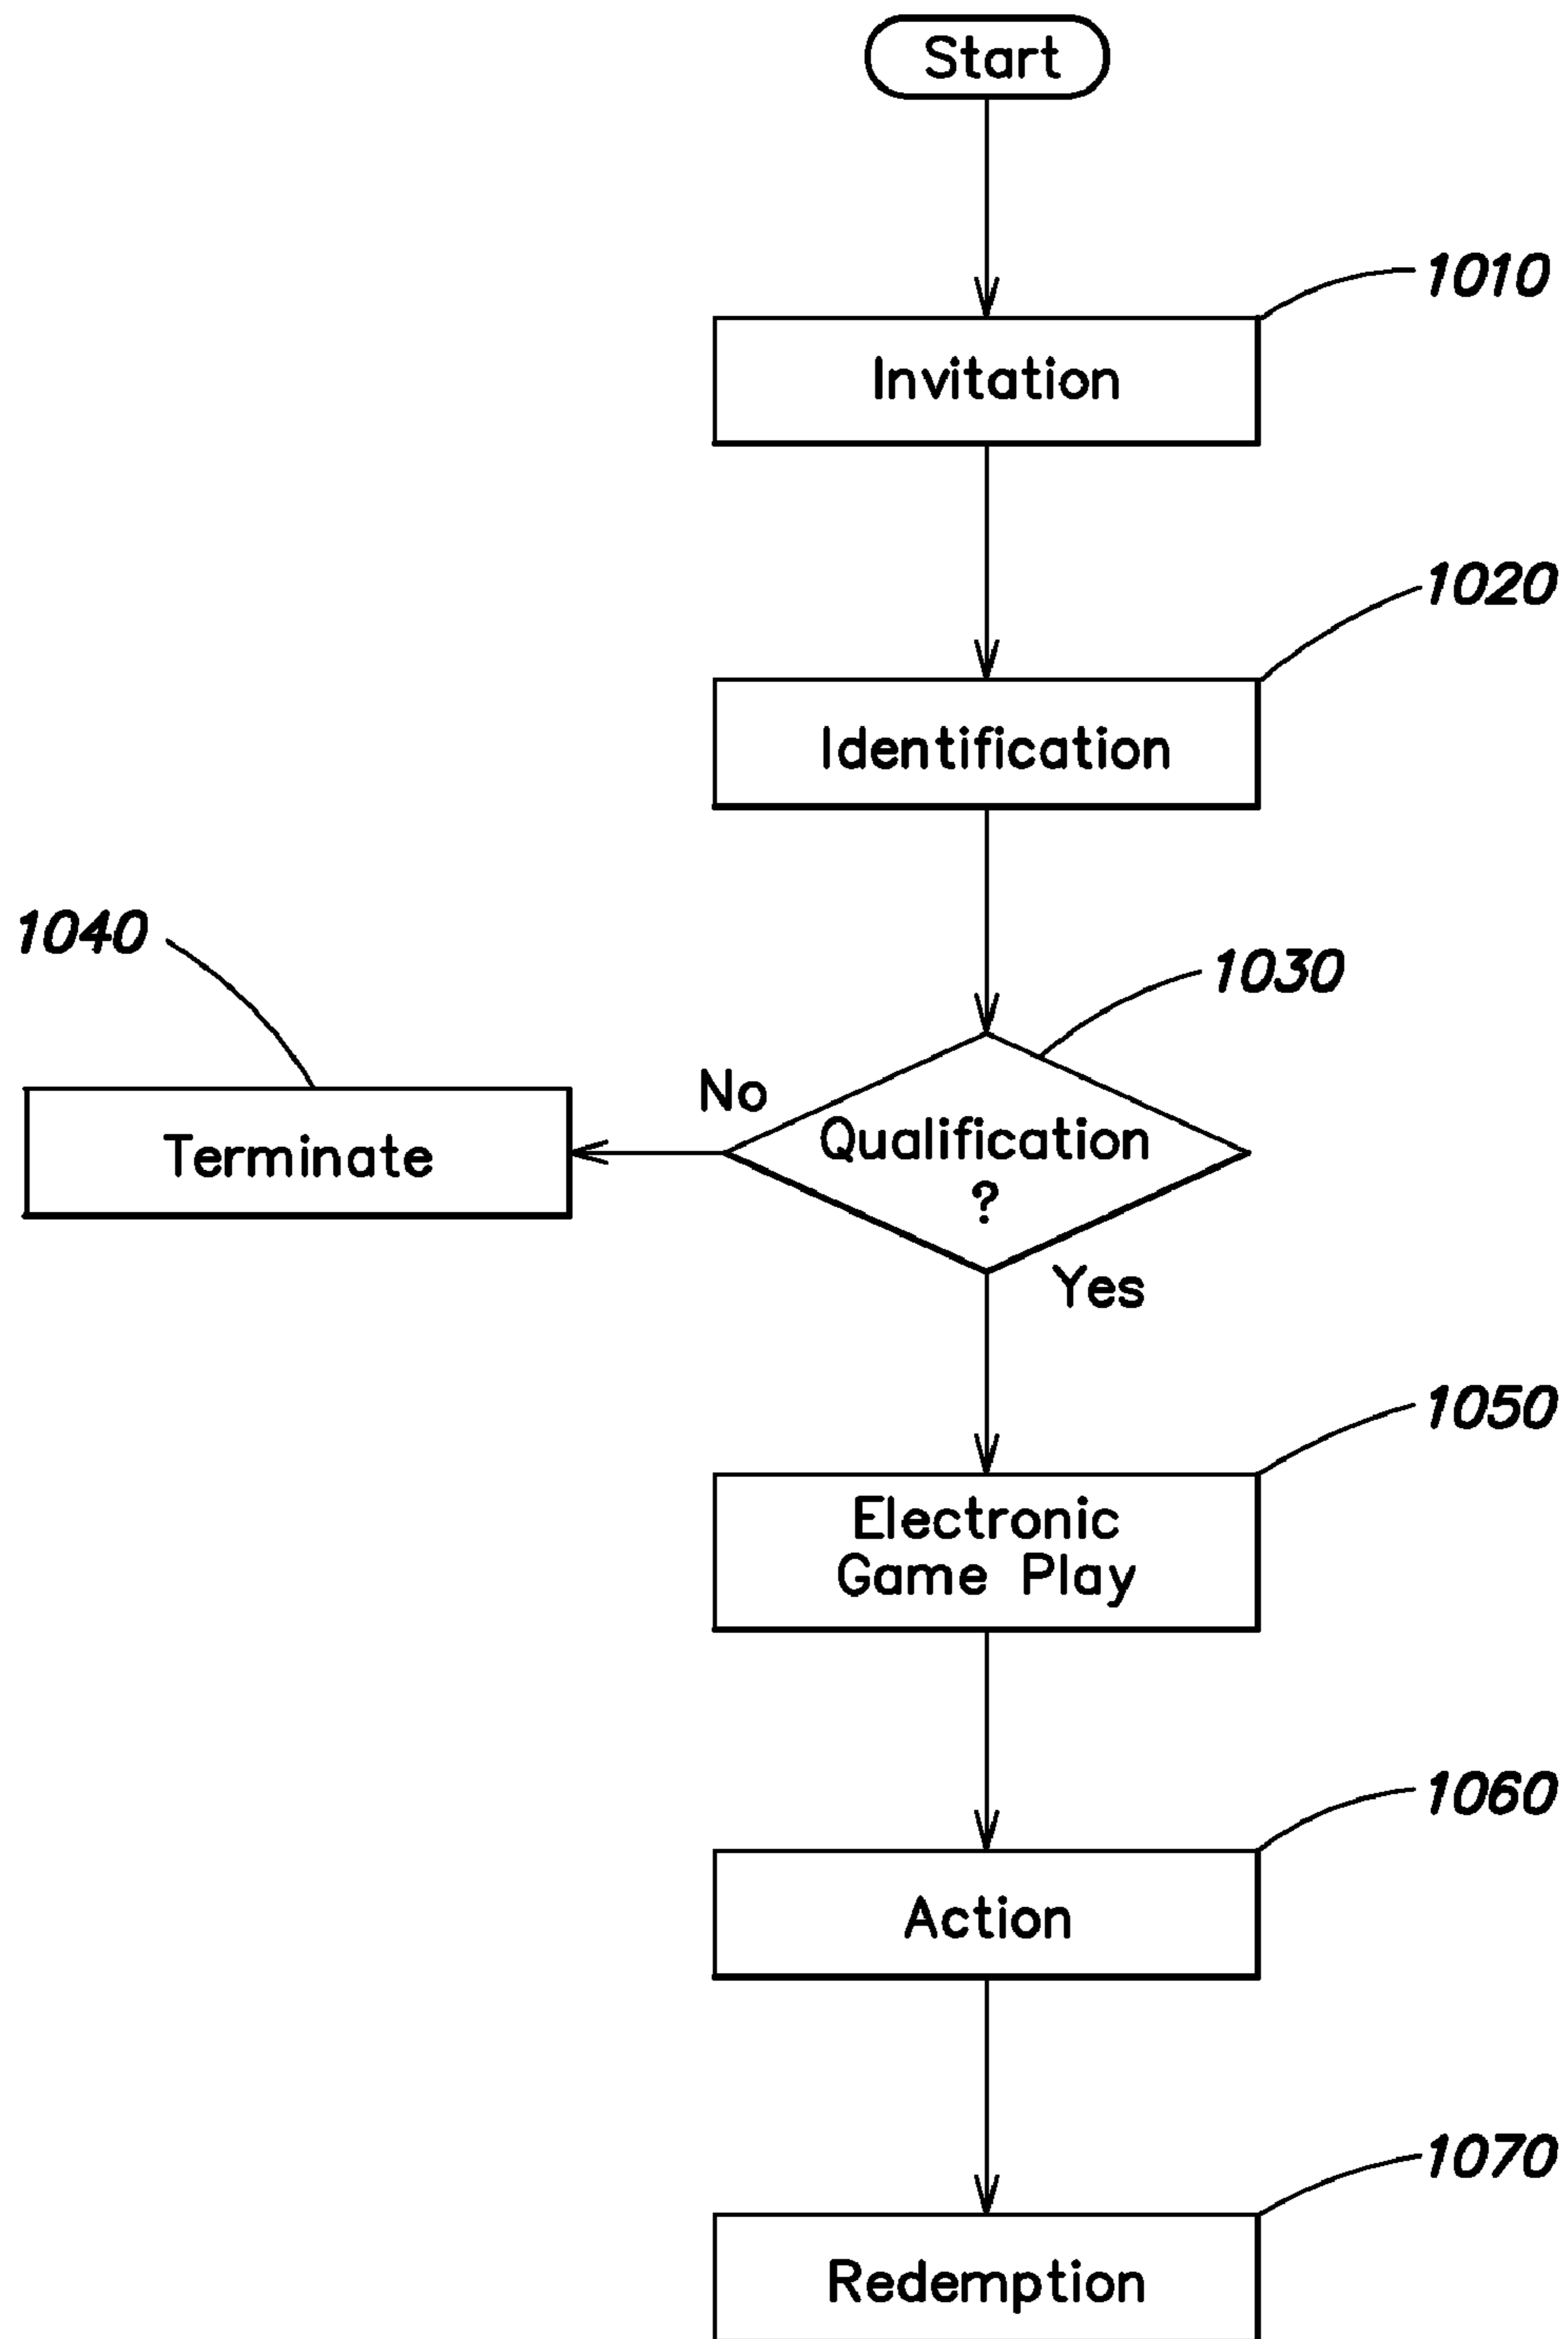 Start
1010
Invitation
1020
Identification
1040
1030
No
Terminate
Qualification
?
Yes
1050
Electronic
Game Play
1060
Action
1070
Redemption